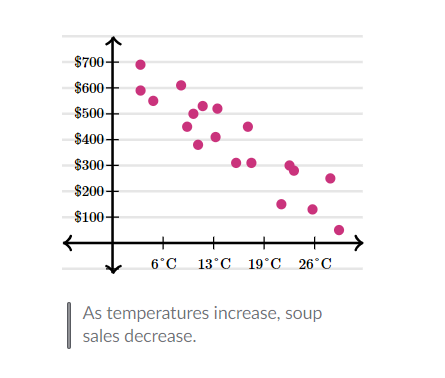 $700
$600
$500
$400
$300
$200
$100
6°C 13°C 19°C 26°C
As temperatures increase, soup
sales decrease.